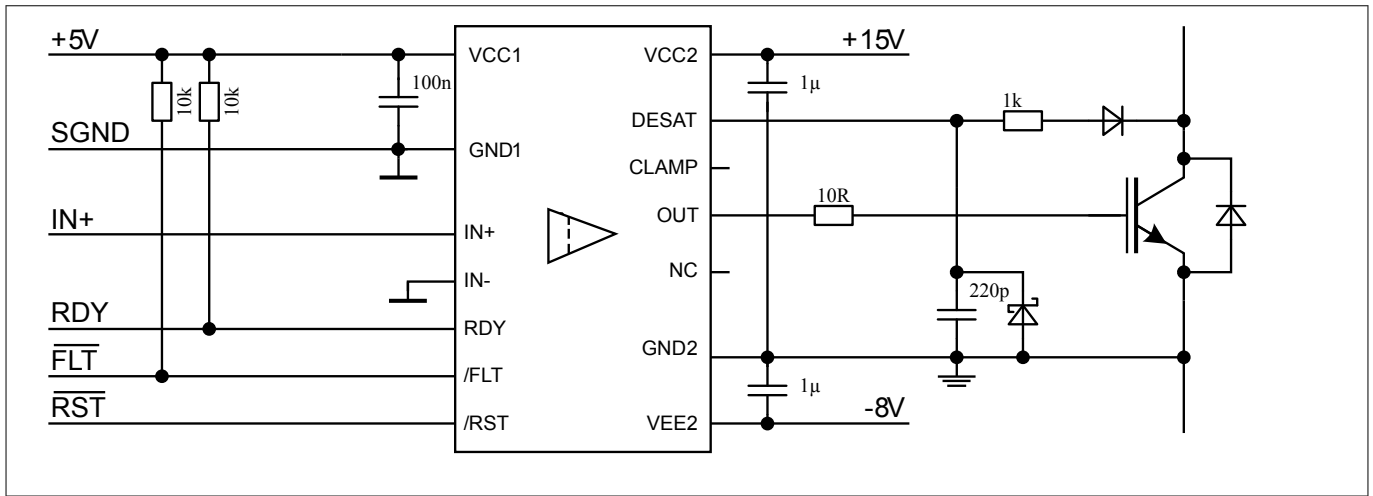 +5V
10k
10k
100n
SGND
IN+
RDY
FLT
RST
VCC1
GND1
IN+
IN-
RDY
/FLT
/RST
VCC2
DESAT
CLAMP
OUT
NC
GND2
VEE2
+15V
1µ
1k
10R
220p
1µ
-8V